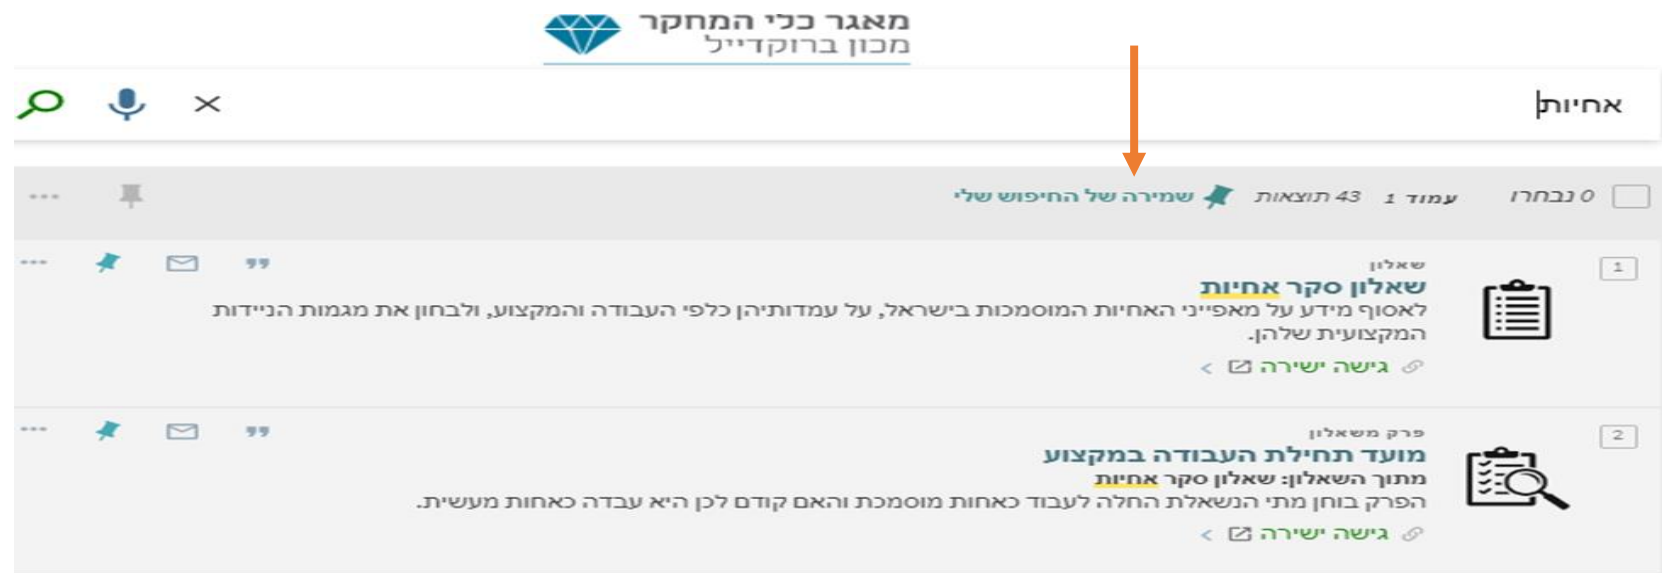 מאגר כלי המחקר
מכון ברוקדייל
אחיות
0 נבחרו עמוד 1 43 תוצאות שמירה של החיפוש שלי
1
שאלון
שאלון סקר אחיות
לאסוף מידע על מאפייני האחיות המוסמכות בישראל, על עמדותיהן כלפי העבודה והמקצוע, ולבחון את מגמות הניידות
המקצועית שלהן.
גישה ישירה
2
פרק משאלון
מועד תחילת העבודה במקצוע
מתוך השאלון: שאלון סקר אחיות
הפרק בוחן מתי הנשאלת החלה לעבוד כאחות מוסמכת והאם קודם לכן היא עבדה כאחות מעשית.
גישה ישירה